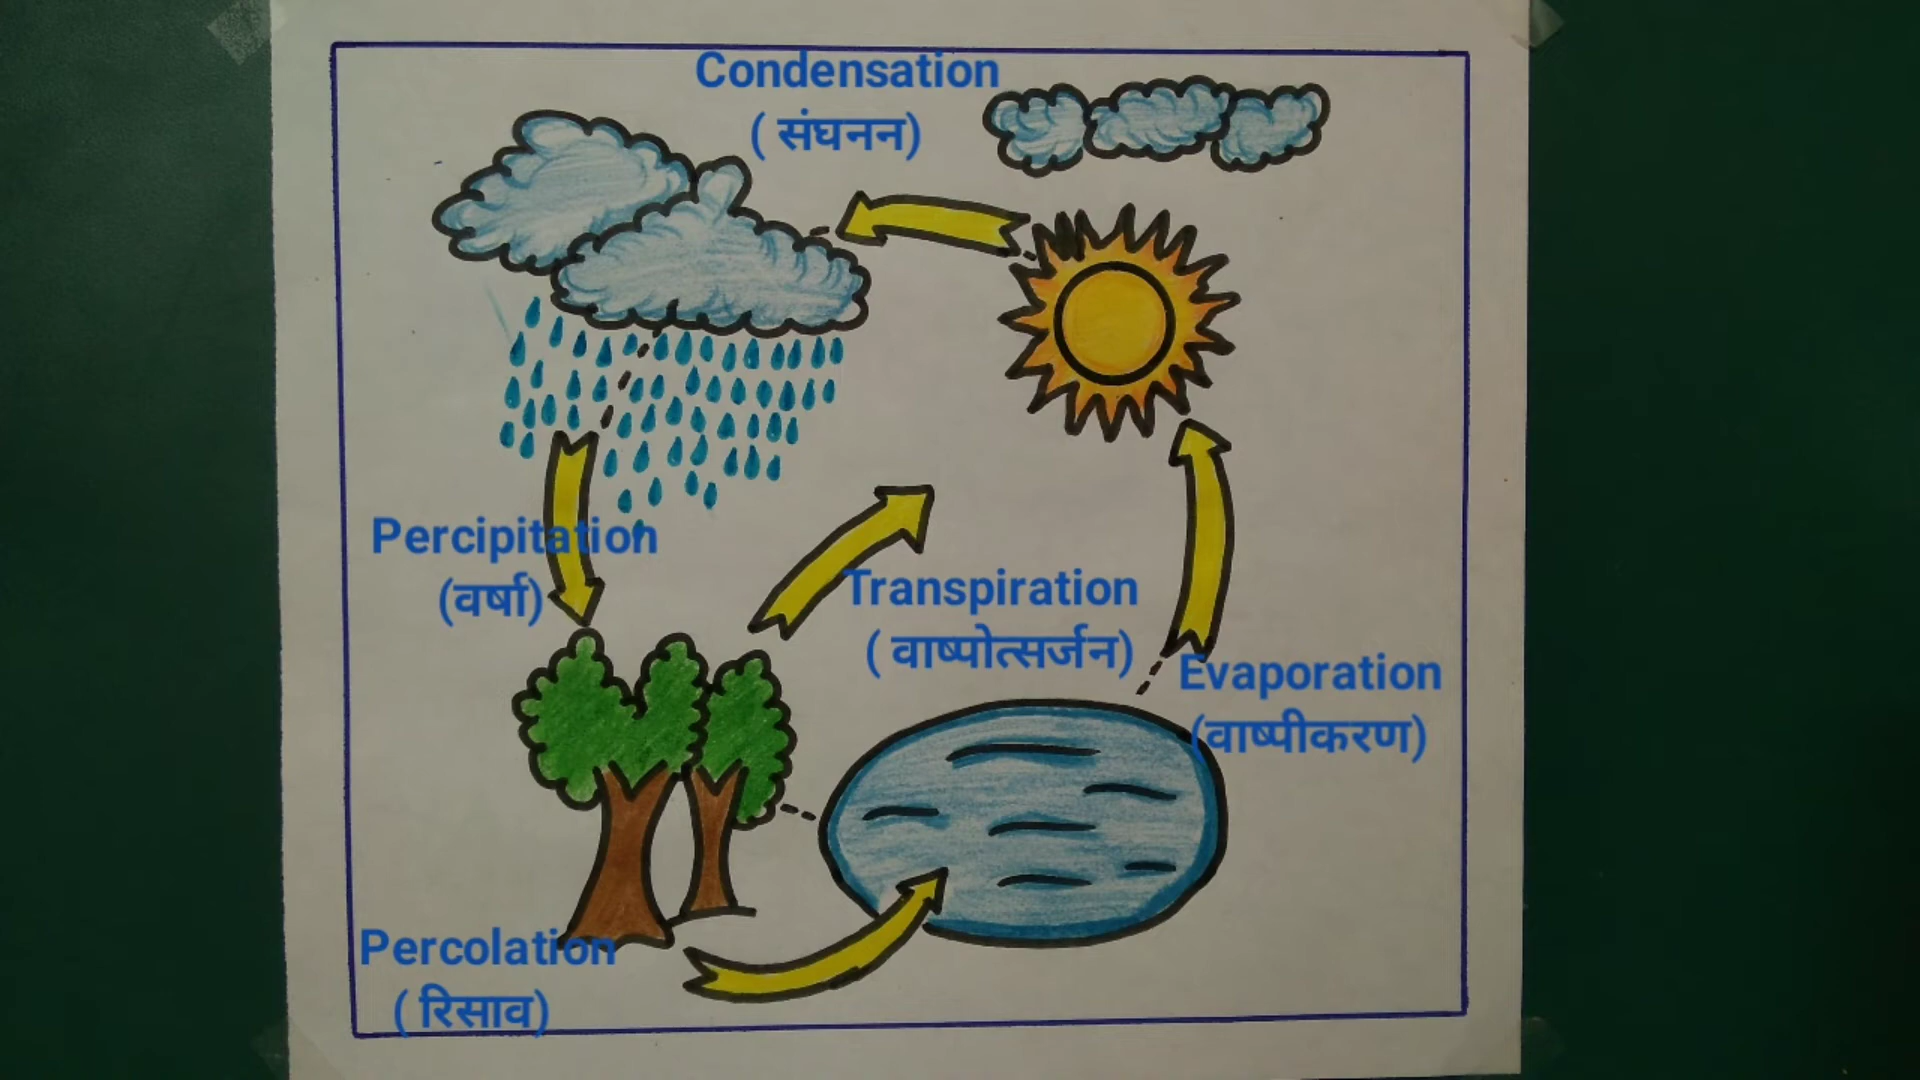 Condensation
( संघनन)
Percipitation
(वर्षा)
Transpiration
( वाष्पोत्सर्जन)
Evaporation
(वाष्पीकरण)
Percolation
( रिसाव)